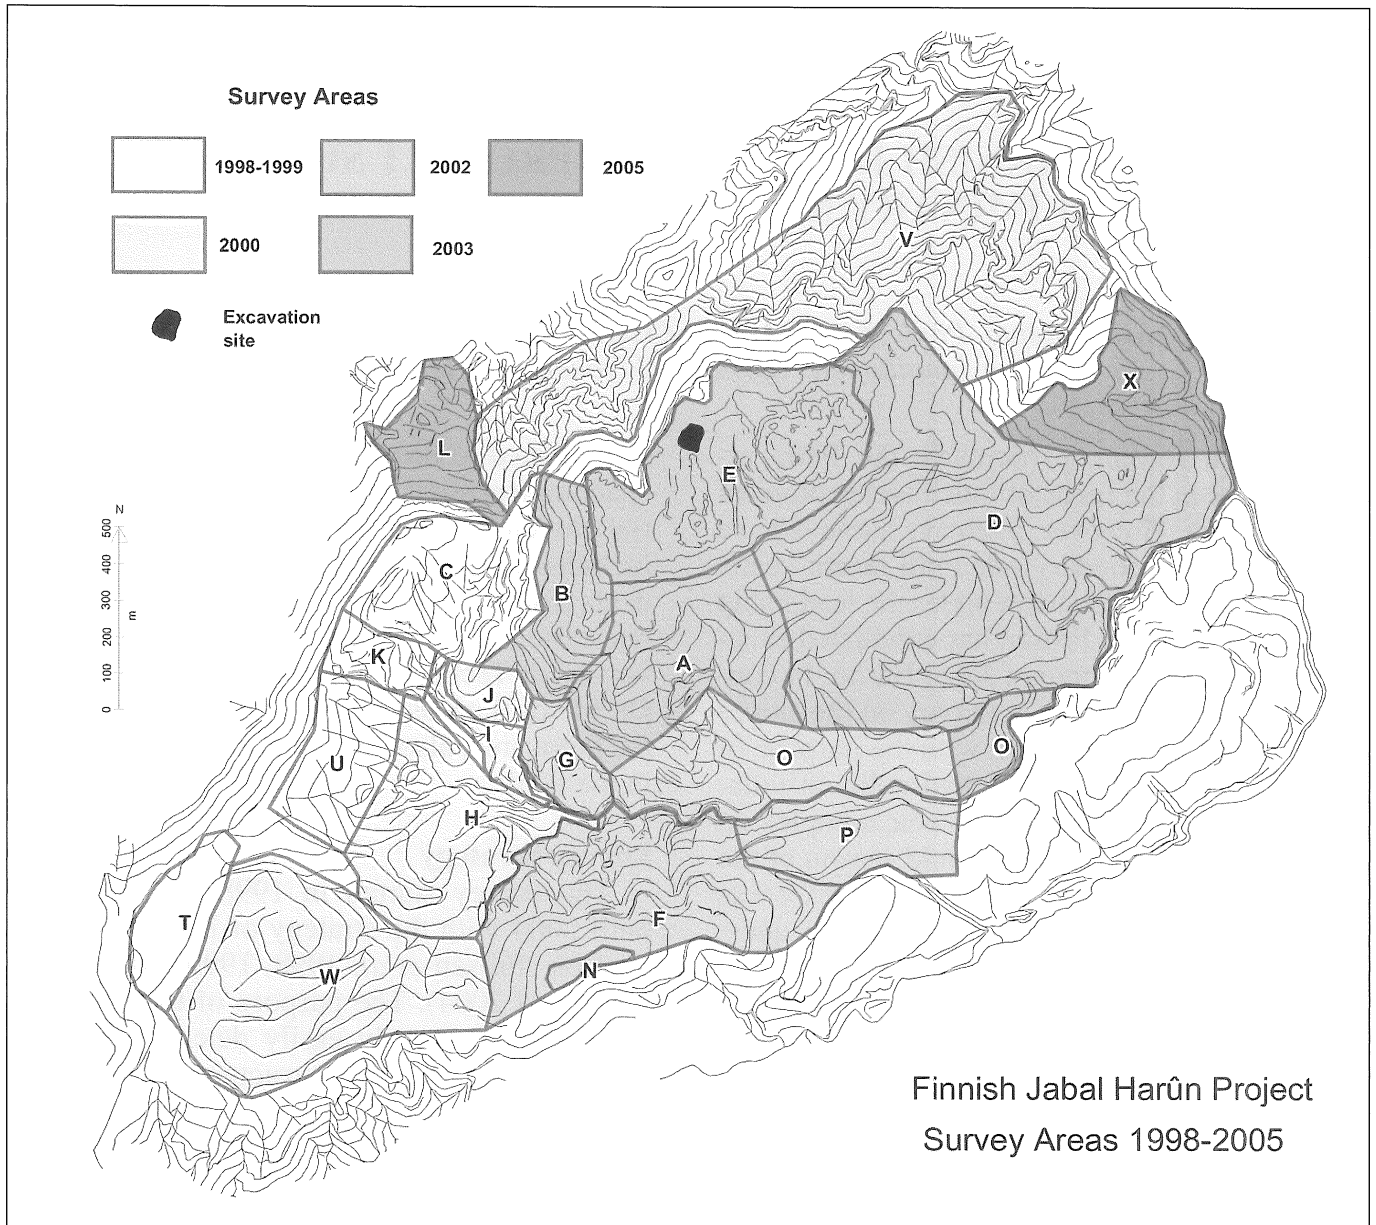 Survey Areas
1998-1999
2002
2005
2000
2003
Excavation
site
V
X
L
E
N
500
400
300
200
100
0
m
D
C
B
K
A
J
I
U
G
O
O
H
P
T
F
W
N
Finnish Jabal Harûn Project
Survey Areas 1998-2005